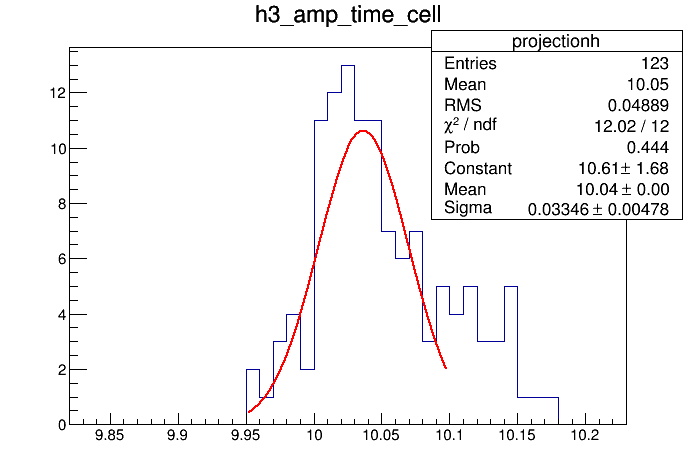 h3_amp_time_cell
projectionh
Entries 123
Mean 10.05
RMS 0.04889
χ² / ndf 12.02 / 12
Prob 0.444
Constant 10.61± 1.68
Mean 10.04 ± 0.00
Sigma 0.03346 ± 0.00478
12
10
8
6
4
2
0
9.85 9.9 9.95 10 10.05 10.1 10.15 10.2